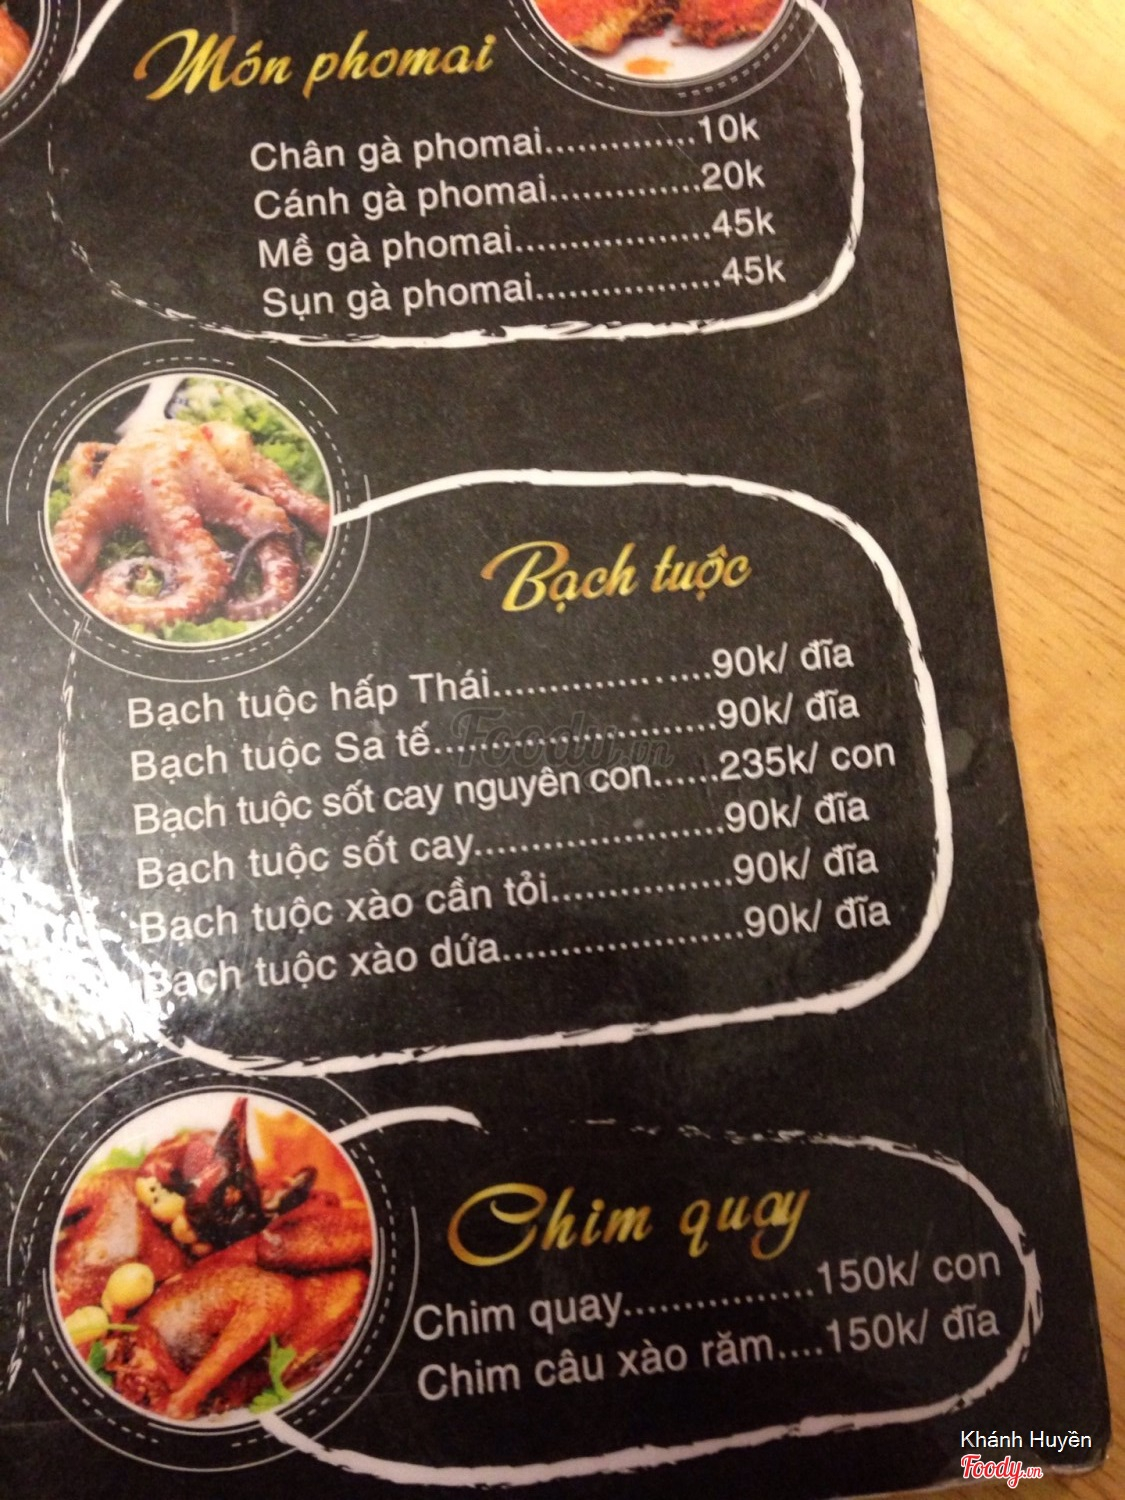 Món phomai
Chân gà phomai..............10k
Cánh gà phomai..............20k
Mề gà phomai..................45k
Sụn gà phomai.................45k
Bạch tuộc
Bạch tuộc hấp Thái....................90k/ đĩa
Bạch tuộc Sa tế..........................90k/ đĩa
Bạch tuộc sốt cay nguyên con......235k/ con
Bạch tuộc sốt cay.......................90k/ đĩa
Bạch tuộc xào cần tỏi.................90k/ đĩa
Bạch tuộc xào dứa......................90k/ đĩa
Foody.vn
Chim quay
Chim quay.................150k/ con
Chim câu xào răm....150k/ đĩa
Khánh Huyền
Foody.vn